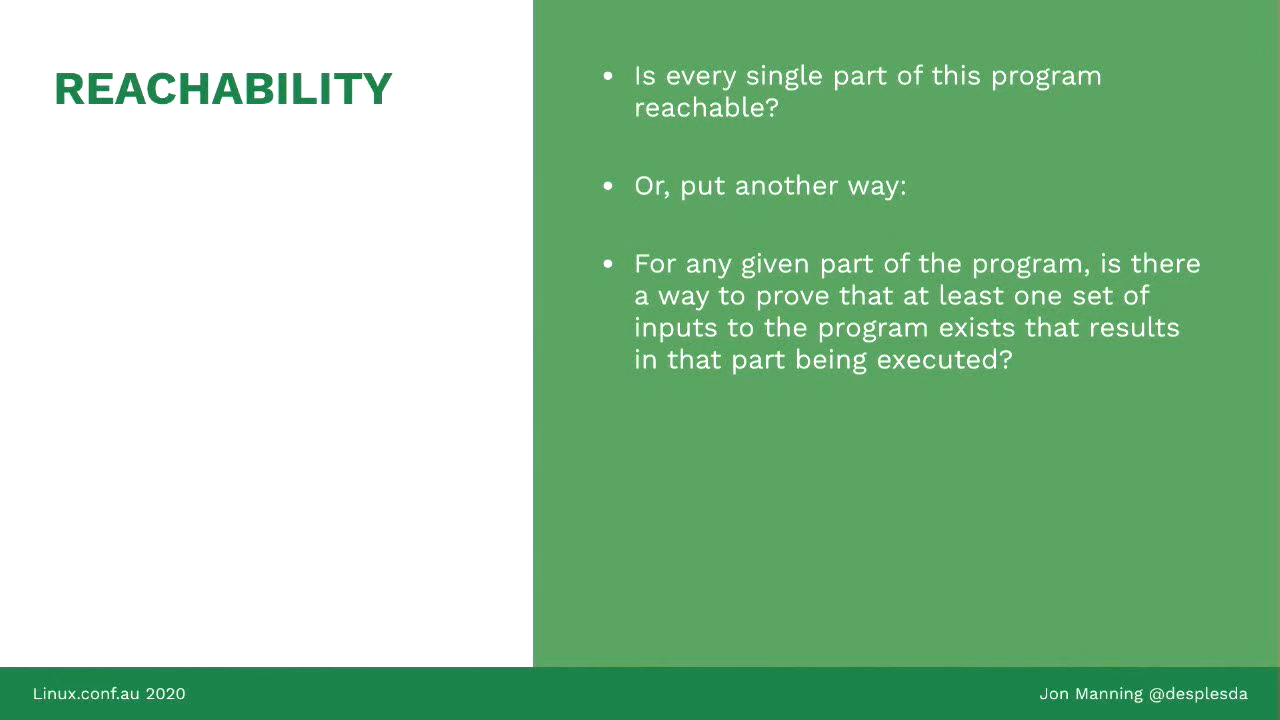 REACHABILITY
• Is every single part of this program
reachable?
• Or, put another way:
• For any given part of the program, is there
a way to prove that at least one set of
inputs to the program exists that results
in that part being executed?
Linux.conf.au 2020
Jon Manning @desplesda